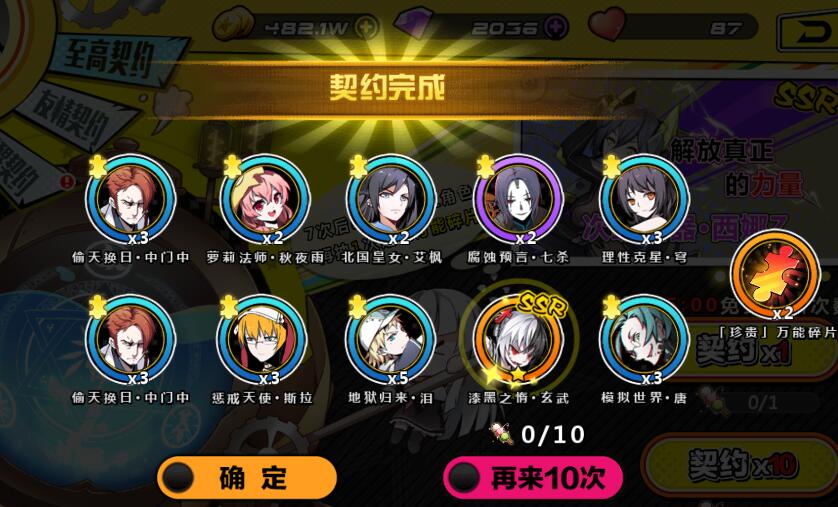 482.1W
2036
87
至高契约
友情契约
契约完成
SSR
解放真正
的力量
x3
x2
x2
x2
x3
偷天换日·中门中
萝莉法师·秋夜雨
北国皇女·艾枫
腐蚀预言·七杀
理性克星·穹
x2
「珍贵」万能碎片
SSR
x3
x3
x5
x3
偷天换日·中门中
惩戒天使·斯拉
地狱归来·泪
漆黑之惰·玄武
模拟世界·唐
契约x1
0/1
0/10
确定
再来10次
契约x10